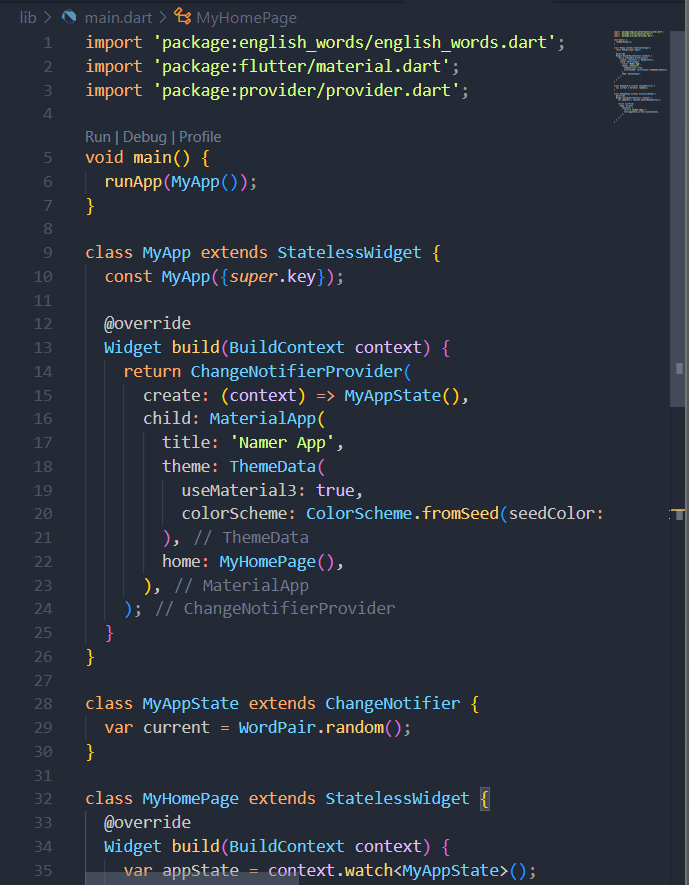 lib > main.dart > MyHomePage
1 import 'package:english_words/english_words.dart';
2 import 'package:flutter/material.dart';
3 import 'package:provider/provider.dart';
4
Run | Debug | Profile
5 void main() {
6   runApp(MyApp());
7 }
8
9 class MyApp extends StatelessWidget {
10   const MyApp({super.key});
11
12   @override
13   Widget build(BuildContext context) {
14     return ChangeNotifierProvider(
15       create: (context) => MyAppState(),
16       child: MaterialApp(
17         title: 'Namer App',
18         theme: ThemeData(
19           useMaterial3: true,
20           colorScheme: ColorScheme.fromSeed(seedColor:
21         ), // ThemeData
22         home: MyHomePage(),
23       ), // MaterialApp
24     ); // ChangeNotifierProvider
25   }
26 }
27
28 class MyAppState extends ChangeNotifier {
29   var current = WordPair.random();
30 }
31
32 class MyHomePage extends StatelessWidget {
33   @override
34   Widget build(BuildContext context) {
35     var appState = context.watch<MyAppState>();